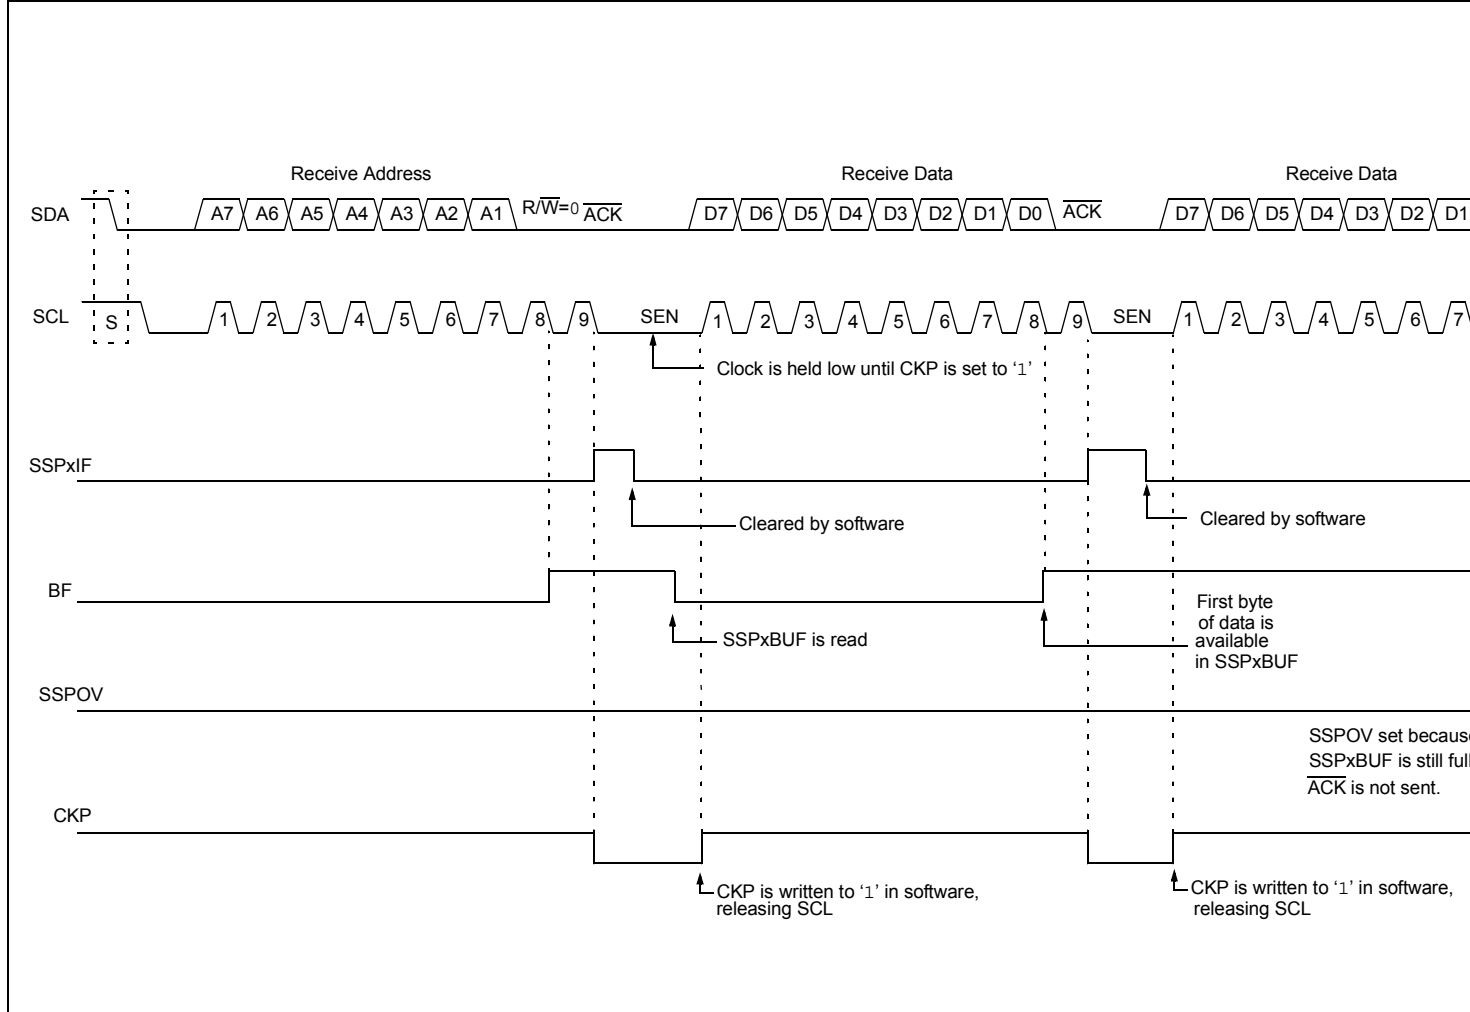 Receive Address
Receive Data
Receive Data
SDA
A7 A6 A5 A4 A3 A2 A1 R/W=0 ACK
D7 D6 D5 D4 D3 D2 D1 D0 ACK
D7 D6 D5 D4 D3 D2 D1
SCL
S
1 2 3 4 5 6 7 8 9 SEN
1 2 3 4 5 6 7 8 9 SEN
1 2 3 4 5 6 7
Clock is held low until CKP is set to ‘1’
SSPxIF
Cleared by software
Cleared by software
BF
SSPxBUF is read
First byte
of data is
available
in SSPxBUF
SSPOV
SSPOV set because
SSPxBUF is still full
ACK is not sent.
CKP
CKP is written to ‘1’ in software,
releasing SCL
CKP is written to ‘1’ in software,
releasing SCL